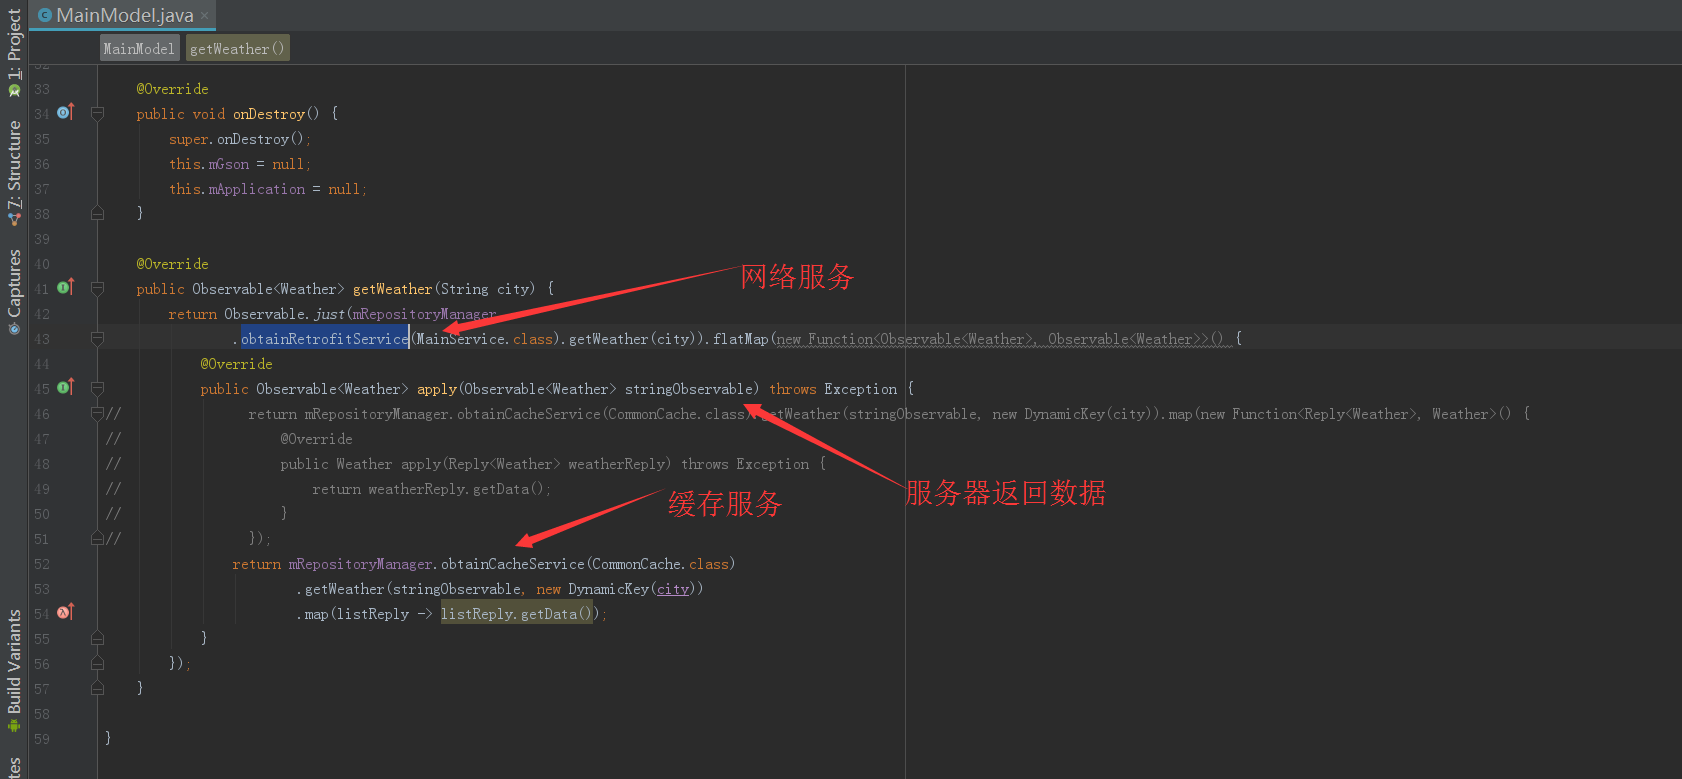 MainModel.java
1: Project
7: Structure
Captures
Build Variants
MainModel getWeather()
33 @Override
34 public void onDestroy() {
35 super.onDestroy();
36 this.mGson = null;
37 this.mApplication = null;
38 }
39
40 @Override
41 public Observable<Weather> getWeather(String city) {
网络服务
42 return Observable.just(mRepositoryManager
43 .obtainRetrofitService(MainService.class).getWeather(city)).flatMap(new Function<Observable<Weather>, Observable<Weather>>() {
44 @Override
45 public Observable<Weather> apply(Observable<Weather> stringObservable) throws Exception {
46 // return mRepositoryManager.obtainCacheService(CommonCache.class).getWeather(stringObservable, new DynamicKey(city)).map(new Function<Reply<Weather>, Weather>() {
47 // @Override
48 // public Weather apply(Reply<Weather> weatherReply) throws Exception {
49 // return weatherReply.getData();
服务器返回数据
缓存服务
50 // }
51 // });
52 return mRepositoryManager.obtainCacheService(CommonCache.class)
53 .getWeather(stringObservable, new DynamicKey(city))
54 .map(listReply -> listReply.getData());
55 }
56 });
57 }
58
59 }